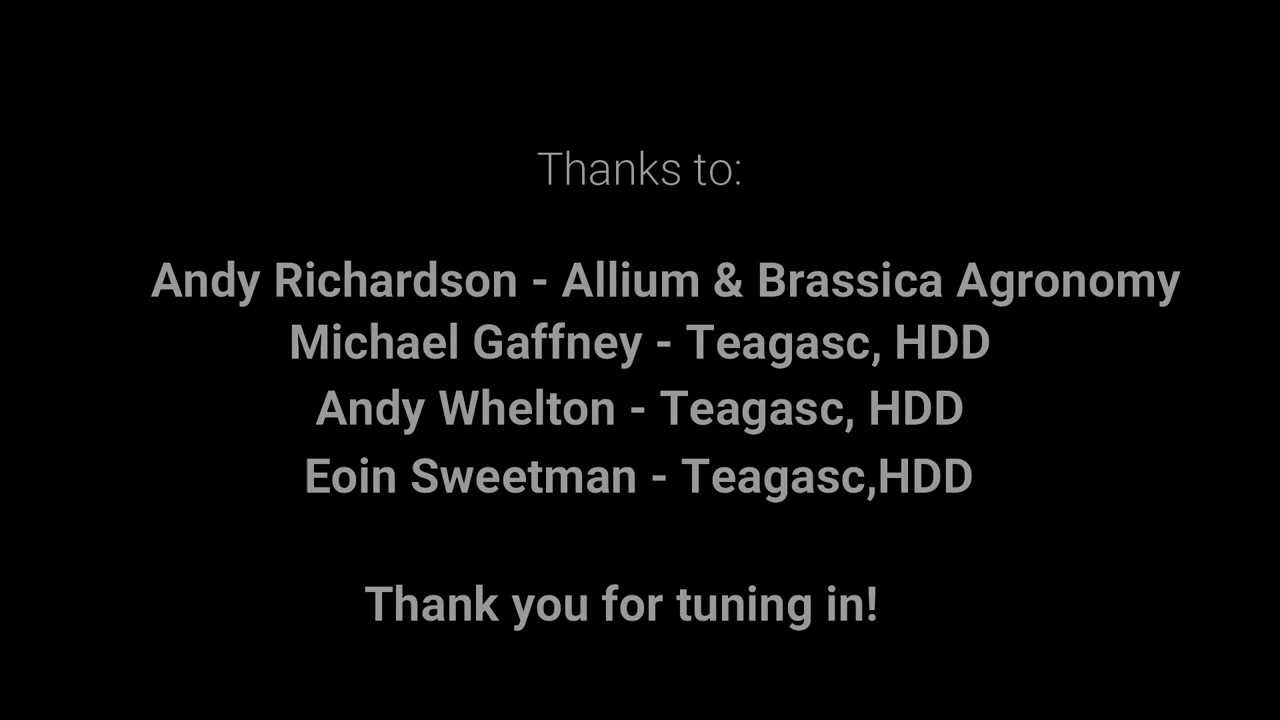 Thanks to:
Andy Richardson - Allium & Brassica Agronomy
Michael Gaffney - Teagasc, HDD
Andy Whelton - Teagasc, HDD
Eoin Sweetman - Teagasc,HDD
Thank you for tuning in!